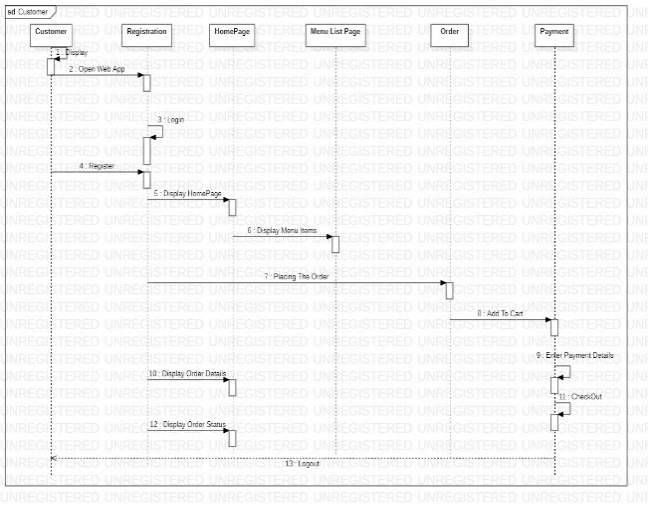 sd Customer
Customer
Registration
HomePage
Menu List Page
Order
Payment
1 : Display
2 : Open Web App
3 : Login
4 : Register
5 : Display HomePage
6 : Display Menu Items
7 : Placing The Order
8 : Add To Cart
9 : Enter Payment Details
10 : Display Order Details
11 : CheckOut
12 : Display Order Status
13 : Logout
UNREGISTERED